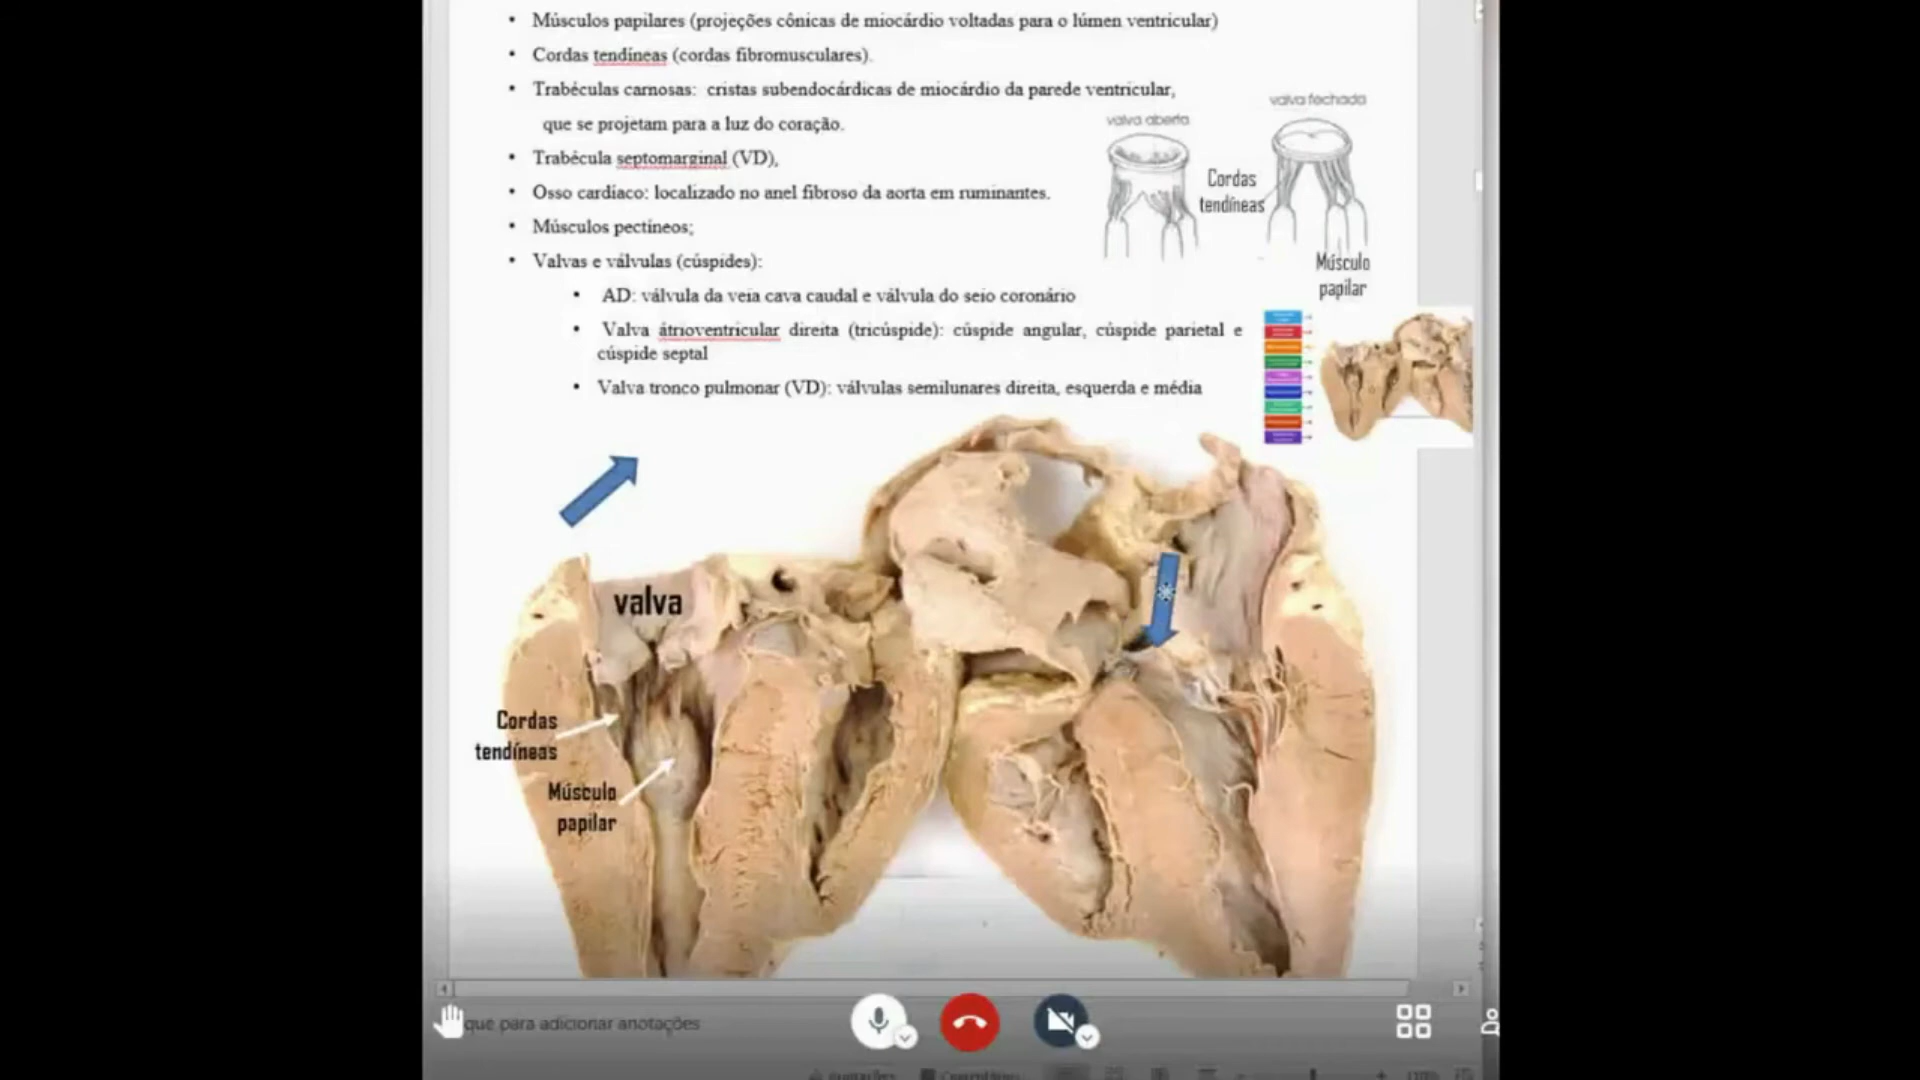 • Músculos papilares (projeções cônicas de miocárdio voltadas para o lúmen ventricular)
• Cordas tendíneas (cordas fibromusculares).
• Trabéculas carnosas: cristas subendocárdicas de miocárdio da parede ventricular,
que se projetam para a luz do coração.
• Trabécula septomarginal (VD),
• Osso cardíaco: localizado no anel fibroso da aorta em ruminantes.
• Músculos pectíneos;
• Valvas e válvulas (cúspides):
• AD: válvula da veia cava caudal e válvula do seio coronário
• Valva átrioventricular direita (tricúspide): cúspide angular, cúspide parietal e
cúspide septal
• Valva tronco pulmonar (VD): válvulas semilunares direita, esquerda e média
valva aberta
valva fechada
Cordas
tendíneas
Músculo
papilar
valva
Cordas
tendíneas
Músculo
papilar
que para adicionar anotações